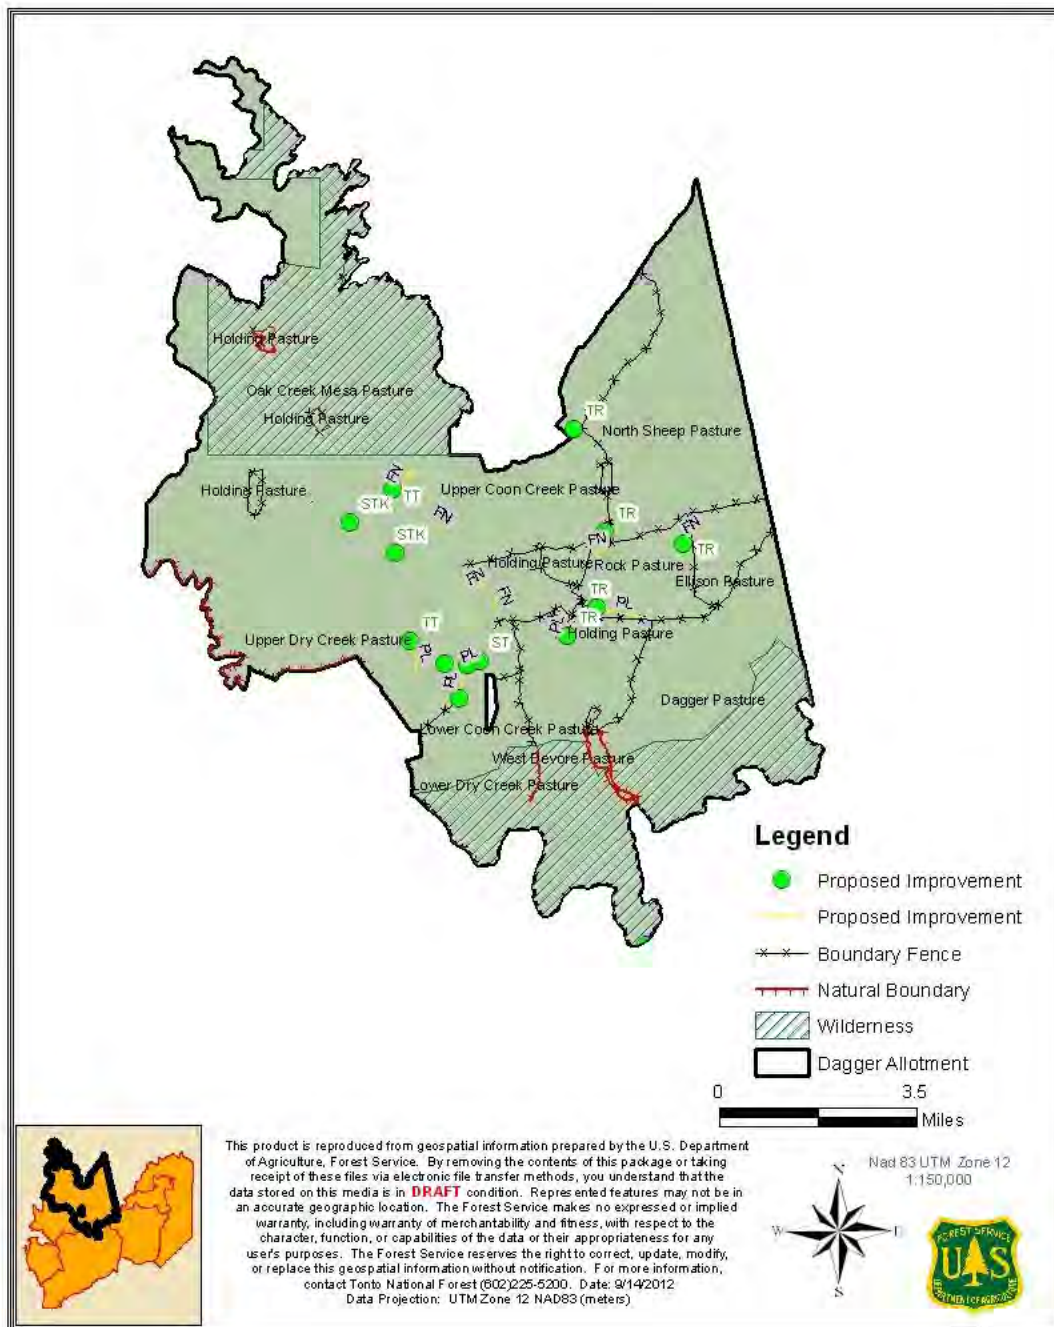 Holding Pasture
Oak Creek Mesa Pasture
Holding Pasture
TR
North Sheep Pasture
FN
TT
Holding Pasture
Upper Coon Creek Pasture
STK
FN
TR
FN
STK
FN
TR
Holding Pasture
Rock Pasture
FN
Ellison Pasture
FN
TR
PL
TR
PL
Holding Pasture
TT
Upper Dry Creek Pasture
ST
PL
PL
PL
Dagger Pasture
Lower Coon Creek Pasture
West Devore Pasture
Lower Dry Creek Pasture
Legend
Proposed Improvement
Proposed Improvement
Boundary Fence
Natural Boundary
Wilderness
Dagger Allotment
0 3.5
Miles
This product is reproduced from geospatial information prepared by the U.S. Department
of Agriculture, Forest Service. By removing the contents of this package or taking
receipt of these files via electronic file transfer methods, you understand that the
data stored on this media is in DRAFT condition. Represented features may not be in
an accurate geographic location. The Forest Service makes no expressed or implied
warranty, including warranty of merchantability and fitness, with respect to the
character, function, or capabilities of the data or their appropriateness for any
user's purposes. The Forest Service reserves the right to correct, update, modify,
or replace this geospatial information without notification. For more information,
contact Tonto National Forest (602)225-5200. Date: 9/14/2012
Data Projection: UTM Zone 12 NAD83 (meters)
Nad 83 UTM Zone 12
1:150,000
N
W
S
FOREST SERVICE
U S
DEPARTMENT OF AGRICULTURE